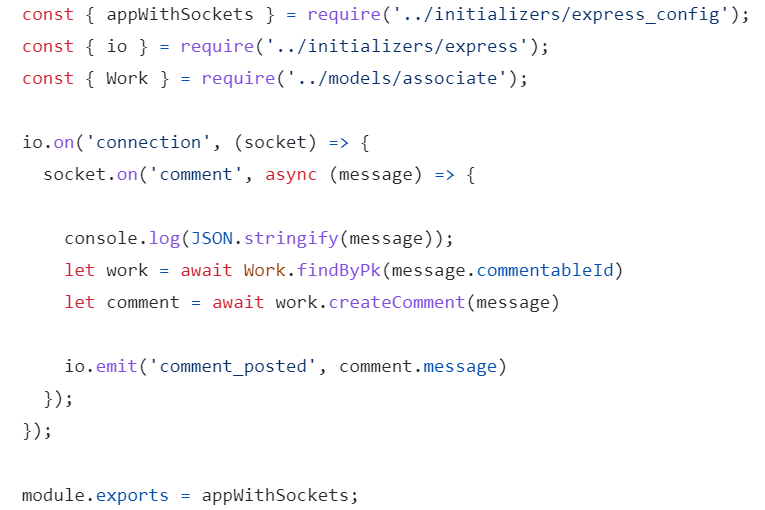 const { appWithSockets } = require('../initializers/express_config');
const { io } = require('../initializers/express');
const { Work } = require('../models/associate');

io.on('connection', (socket) => {
  socket.on('comment', async (message) => {

    console.log(JSON.stringify(message));
    let work = await Work.findByPk(message.commentableId)
    let comment = await work.createComment(message)

    io.emit('comment_posted', comment.message)
  });
});

module.exports = appWithSockets;